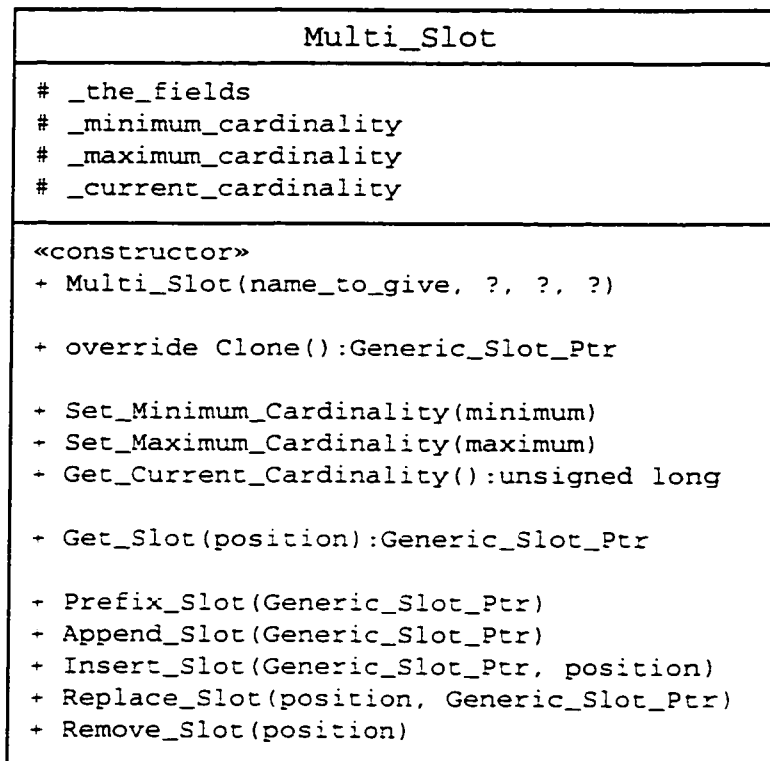 Multi_Slot
# _the_fields
# _minimum_cardinality
# _maximum_cardinality
# _current_cardinality
«constructor»
+ Multi_Slot(name_to_give, ?, ?, ?)
+ override Clone():Generic_Slot_Ptr
+ Set_Minimum_Cardinality(minimum)
+ Set_Maximum_Cardinality(maximum)
+ Get_Current_Cardinality():unsigned long
+ Get_Slot(position):Generic_Slot_Ptr
+ Prefix_Slot(Generic_Slot_Ptr)
+ Append_Slot(Generic_Slot_Ptr)
+ Insert_Slot(Generic_Slot_Ptr, position)
+ Replace_Slot(position, Generic_Slot_Ptr)
+ Remove_Slot(position)